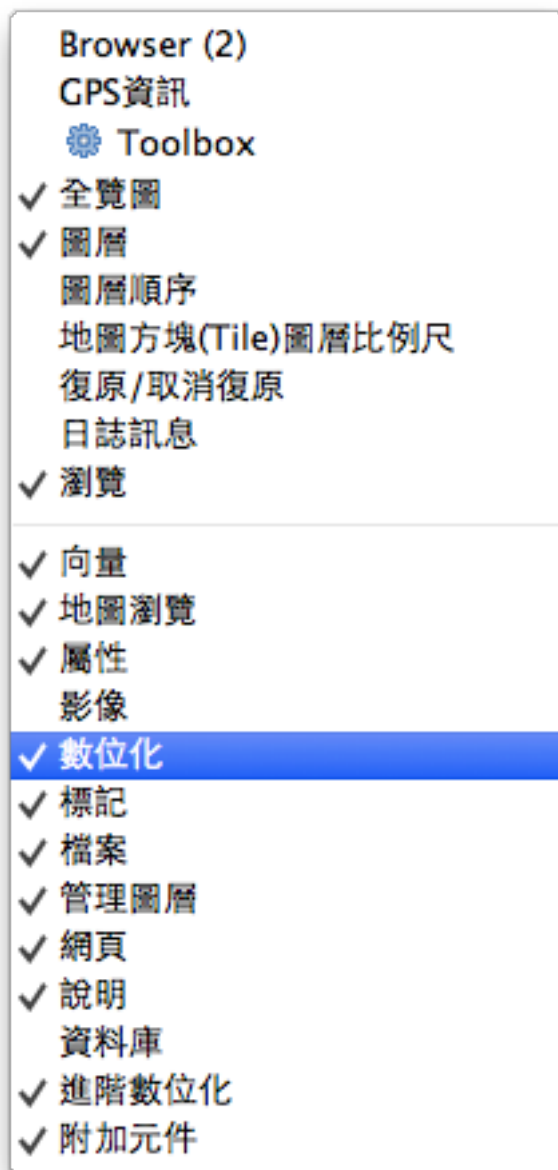 Browser (2)
GPS資訊
Toolbox
全覽圖
圖層
圖層順序
地圖方塊(Tile)圖層比例尺
復原/取消復原
日誌訊息
瀏覽
向量
地圖瀏覽
屬性
影像
數位化
標記
檔案
管理圖層
網頁
說明
資料庫
進階數位化
附加元件